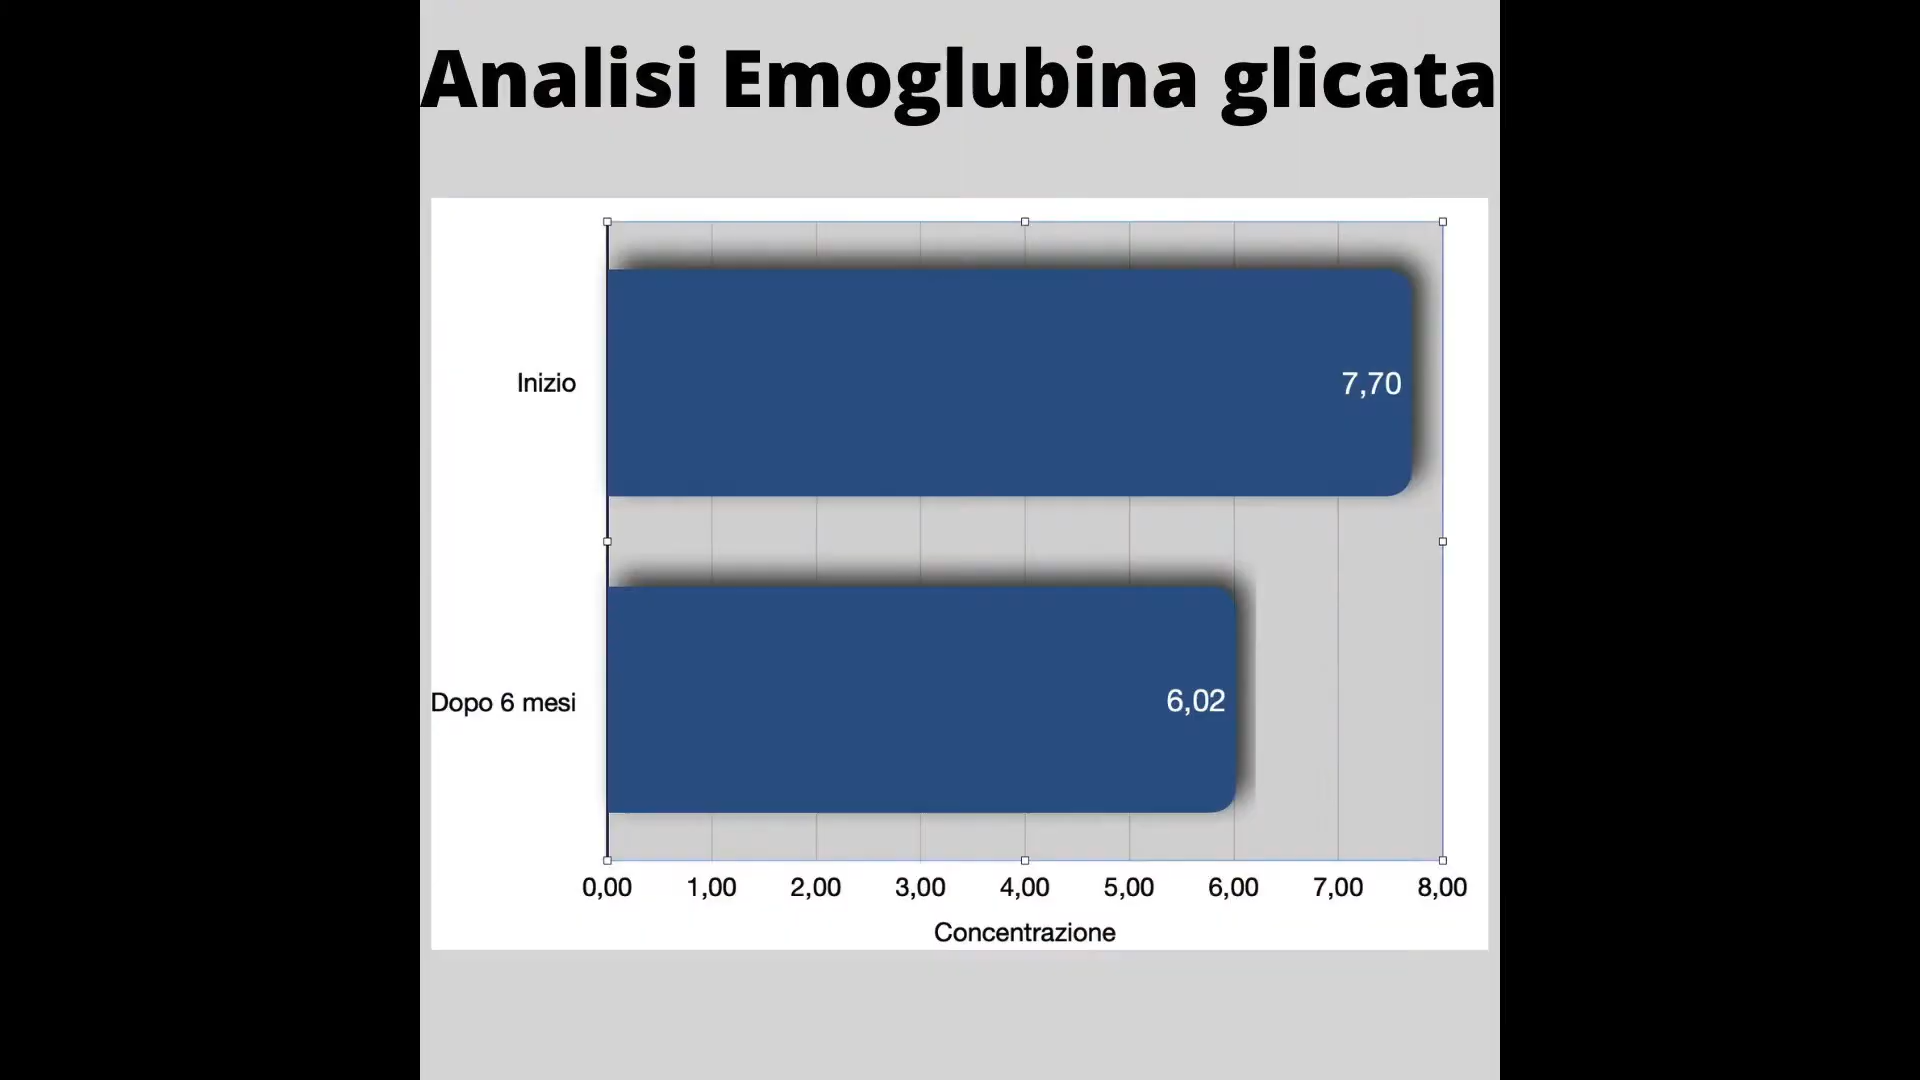 Analisi Emoglubina glicata
Inizio
7,70
Dopo 6 mesi
6,02
0,00 1,00 2,00 3,00 4,00 5,00 6,00 7,00 8,00
Concentrazione